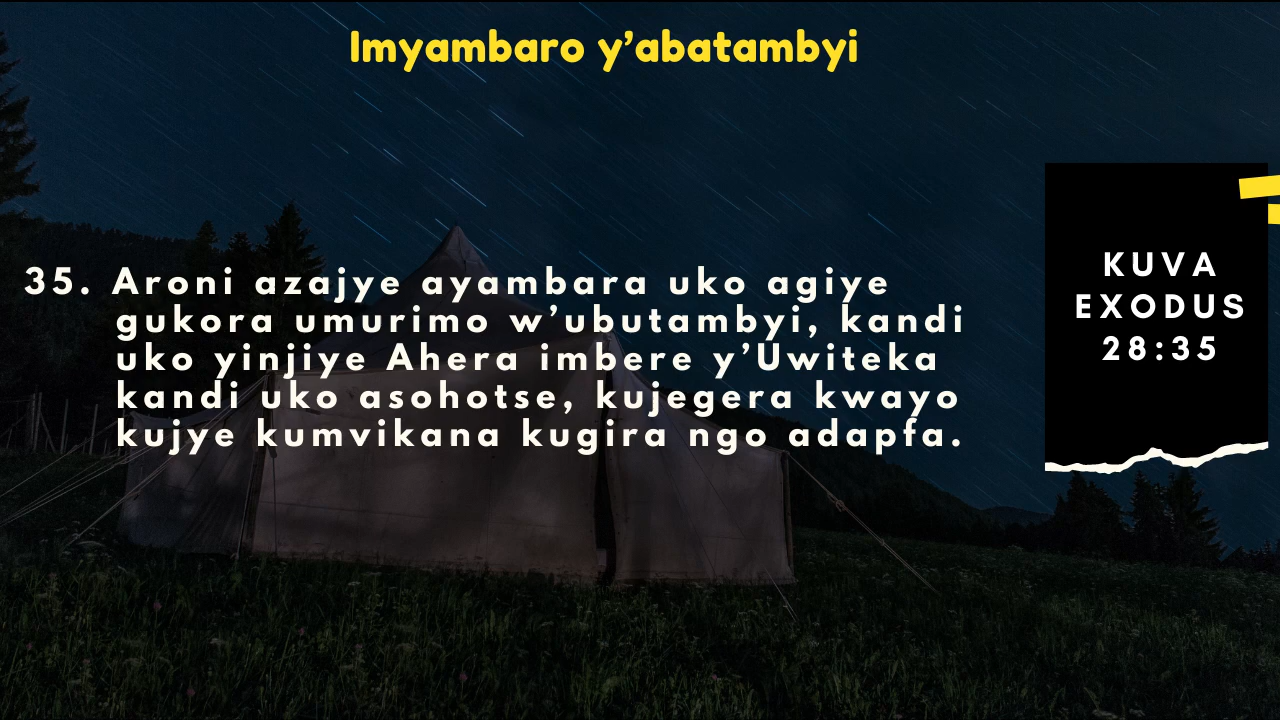 Imyambaro y’abatambyi
35. Aroni azajye ayambara uko agiye
gukora umurimo w’ubutambyi, kandi
uko yinjiye Ahera imbere y’Uwiteka
kandi uko asohotse, kujegera kwayo
kujye kumvikana kugira ngo adapfa.
KUVA
EXODUS
28:35